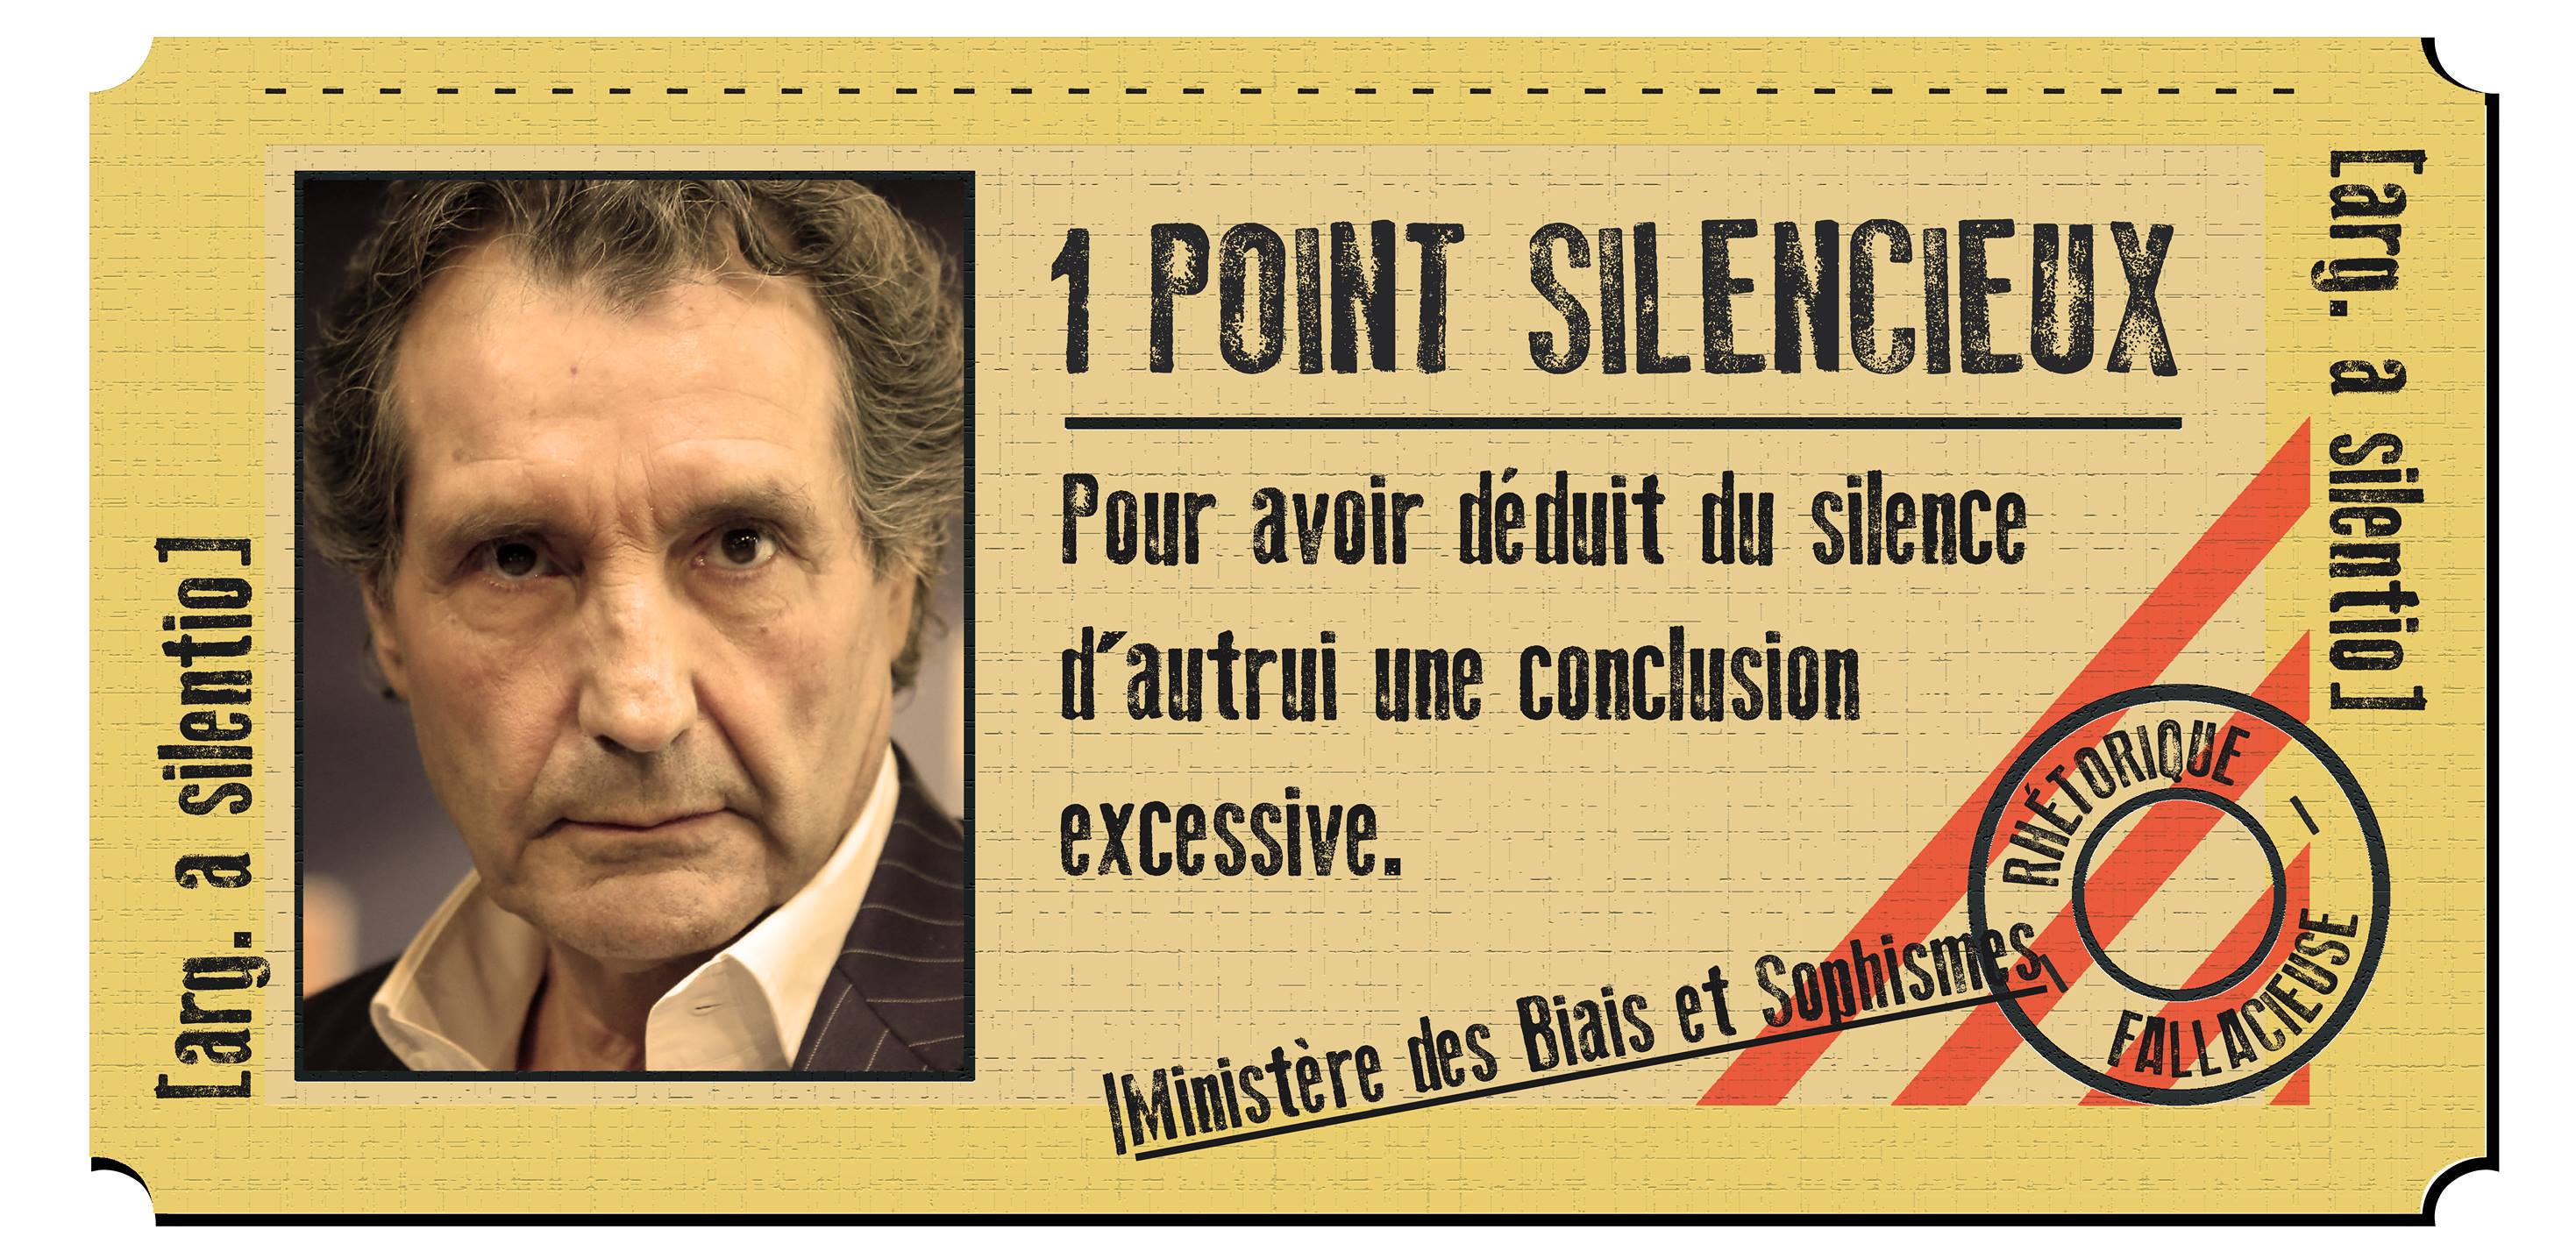 [arg. a silentio]
1 POINT SILENCIEUX
Pour avoir déduit du silence
d'autrui une conclusion
excessive.
|Ministère des Biais et Sophismes
RHÉTORIQUE
FALLACIEUSE
[arg. a silentio]